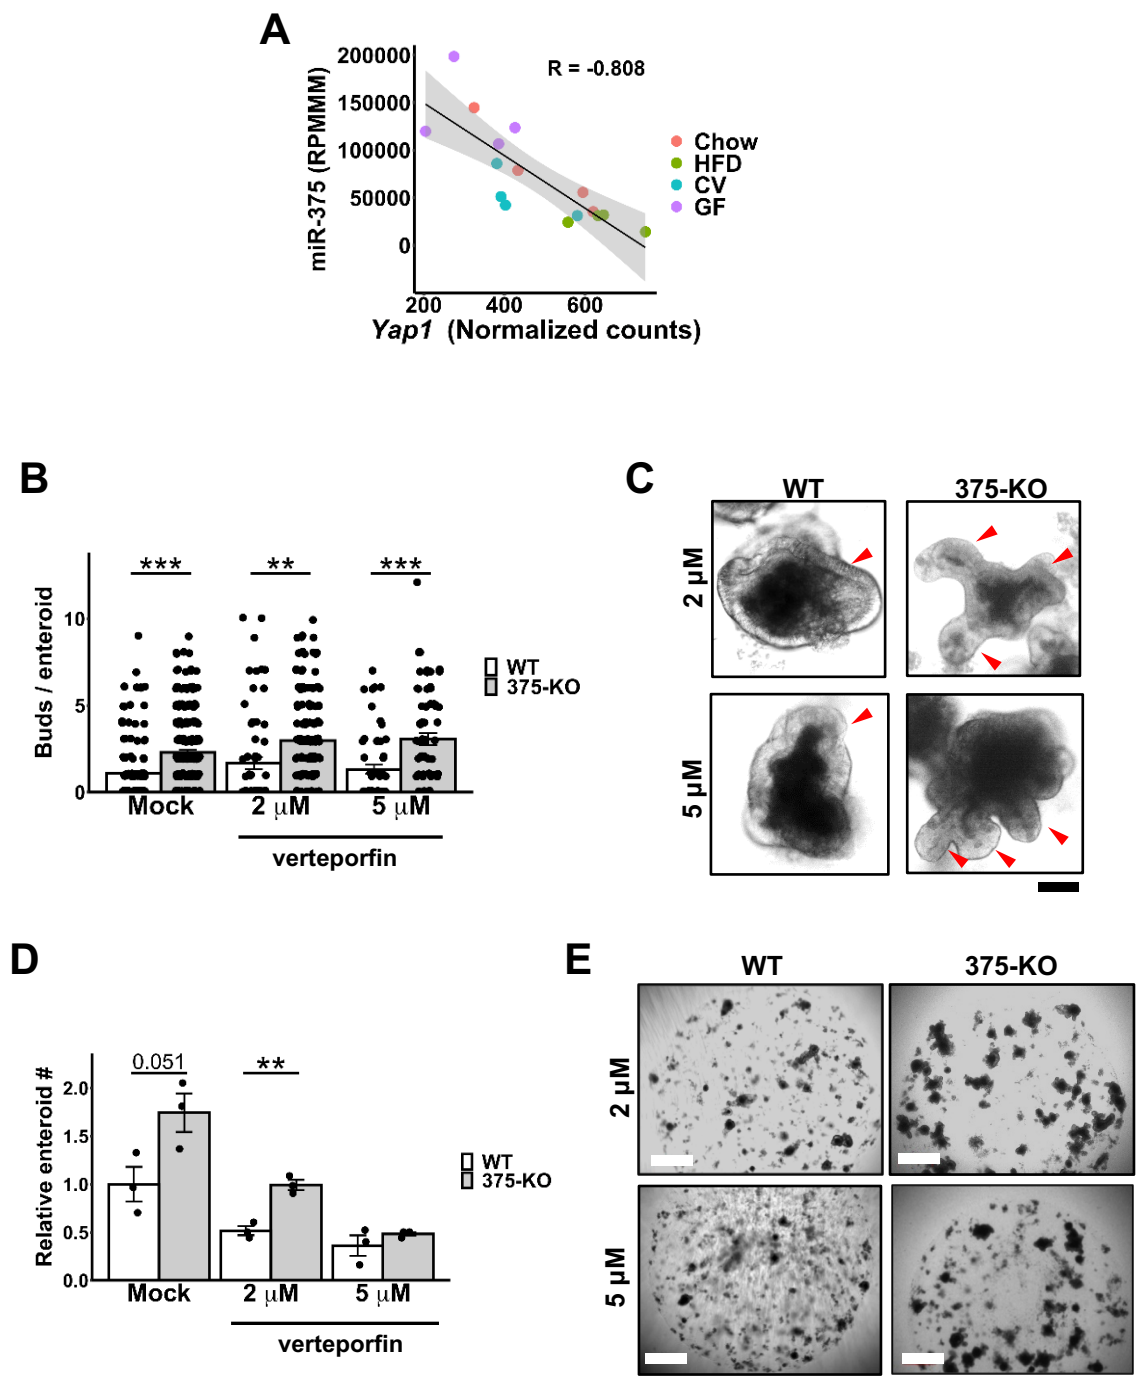 A
R = -0.808
miR-375 (RPMMM)
200000
150000
100000
50000
0
200 400 600
Yap1 (Normalized counts)
Chow
HFD
CV
GF
B
Buds / enteroid
10
5
0
*** ** ***
WT
375-KO
Mock 2 μM 5 μM
verteporfin
C
WT 375-KO
2 μM
5 μM
D
Relative enteroid #
2.0
1.5
1.0
0.5
0.0
0.051 **
WT
375-KO
Mock 2 μM 5 μM
verteporfin
E
WT 375-KO
2 μM
5 μM